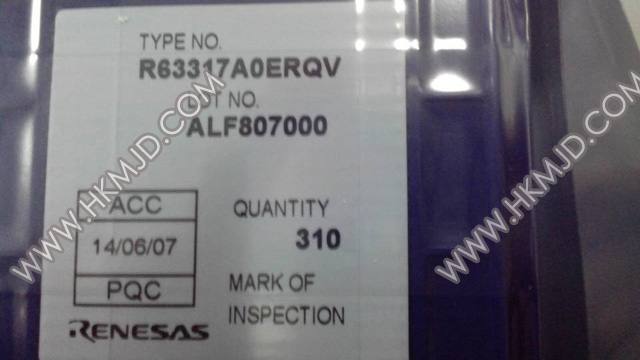 TYPE NO.
R63317A0ERQV
LOT NO.
ALF807000
ACC
14/06/07
PQC
QUANTITY
310
MARK OF
INSPECTION
RENESAS
WWW.HKMJD.COM
WWW.HKMJD.COM